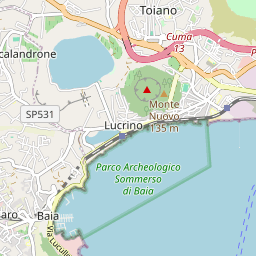 Toiano
Cuma
13
calandrone
Monte
Nuovo
135 m
SP531
Lucrino
Parco Archeologico
Sommerso
di Baia
aro
Baia
Via Lucullo